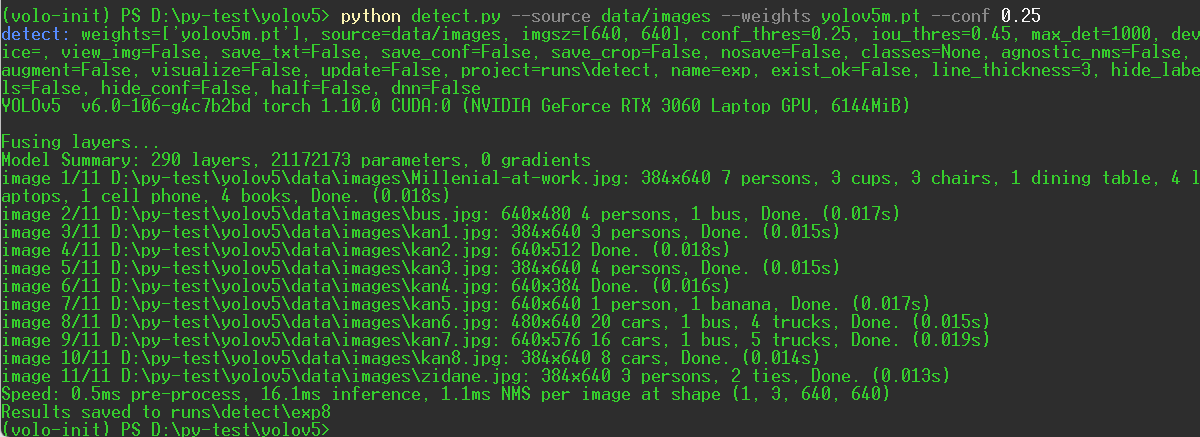 (volo-init) PS D:\py-test\yolov5> python detect.py --source data/images --weights yolov5m.pt --conf 0.25
detect: weights=['yolov5m.pt'], source=data/images, imgsz=[640, 640], conf_thres=0.25, iou_thres=0.45, max_det=1000, dev
ice=, view_img=False, save_txt=False, save_conf=False, save_crop=False, nosave=False, classes=None, agnostic_nms=False,
augment=False, visualize=False, update=False, project=runs\detect, name=exp, exist_ok=False, line_thickness=3, hide_labe
ls=False, hide_conf=False, half=False, dnn=False
YOLOv5  v6.0-106-g4c7b2bd torch 1.10.0 CUDA:0 (NVIDIA GeForce RTX 3060 Laptop GPU, 6144MiB)
Fusing layers...
Model Summary: 290 layers, 21172173 parameters, 0 gradients
image 1/11 D:\py-test\yolov5\data\images\Millenial-at-work.jpg: 384x640 7 persons, 3 cups, 3 chairs, 1 dining table, 4 l
aptops, 1 cell phone, 4 books, Done. (0.018s)
image 2/11 D:\py-test\yolov5\data\images\bus.jpg: 640x480 4 persons, 1 bus, Done. (0.017s)
image 3/11 D:\py-test\yolov5\data\images\kan1.jpg: 384x640 3 persons, Done. (0.015s)
image 4/11 D:\py-test\yolov5\data\images\kan2.jpg: 640x512 Done. (0.018s)
image 5/11 D:\py-test\yolov5\data\images\kan3.jpg: 384x640 4 persons, Done. (0.015s)
image 6/11 D:\py-test\yolov5\data\images\kan4.jpg: 640x384 Done. (0.016s)
image 7/11 D:\py-test\yolov5\data\images\kan5.jpg: 640x640 1 person, 1 banana, Done. (0.017s)
image 8/11 D:\py-test\yolov5\data\images\kan6.jpg: 480x640 20 cars, 1 bus, 4 trucks, Done. (0.015s)
image 9/11 D:\py-test\yolov5\data\images\kan7.jpg: 640x576 16 cars, 1 bus, 5 trucks, Done. (0.019s)
image 10/11 D:\py-test\yolov5\data\images\kan8.jpg: 384x640 8 cars, Done. (0.014s)
image 11/11 D:\py-test\yolov5\data\images\zidane.jpg: 384x640 3 persons, 2 ties, Done. (0.013s)
Speed: 0.5ms pre-process, 16.1ms inference, 1.1ms NMS per image at shape (1, 3, 640, 640)
Results saved to runs\detect\exp8
(volo-init) PS D:\py-test\yolov5>